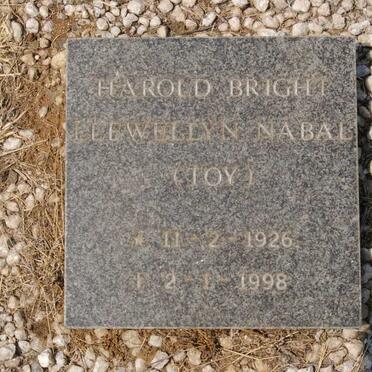 HAROLD BRIGHT
LLEWELLYN NABAL
(TOY)
* 11-2-1926
† 2-1-1998